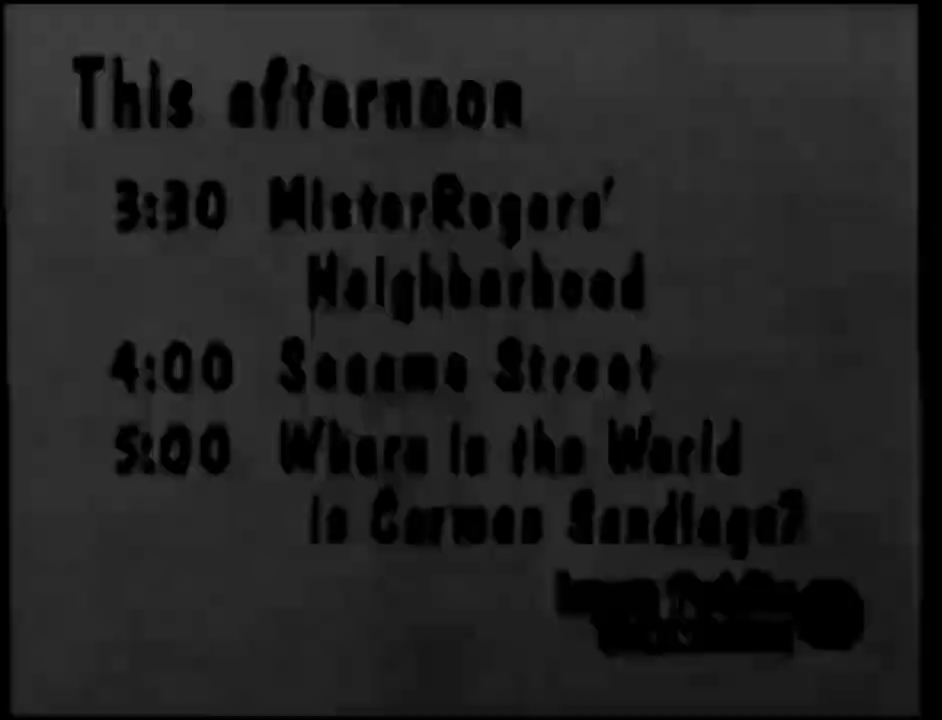 This afternoon
3:30 MisterRogers'
Neighborhood
4:00 Sesame Street
5:00 Where in the World
is Carmen Sandiego?